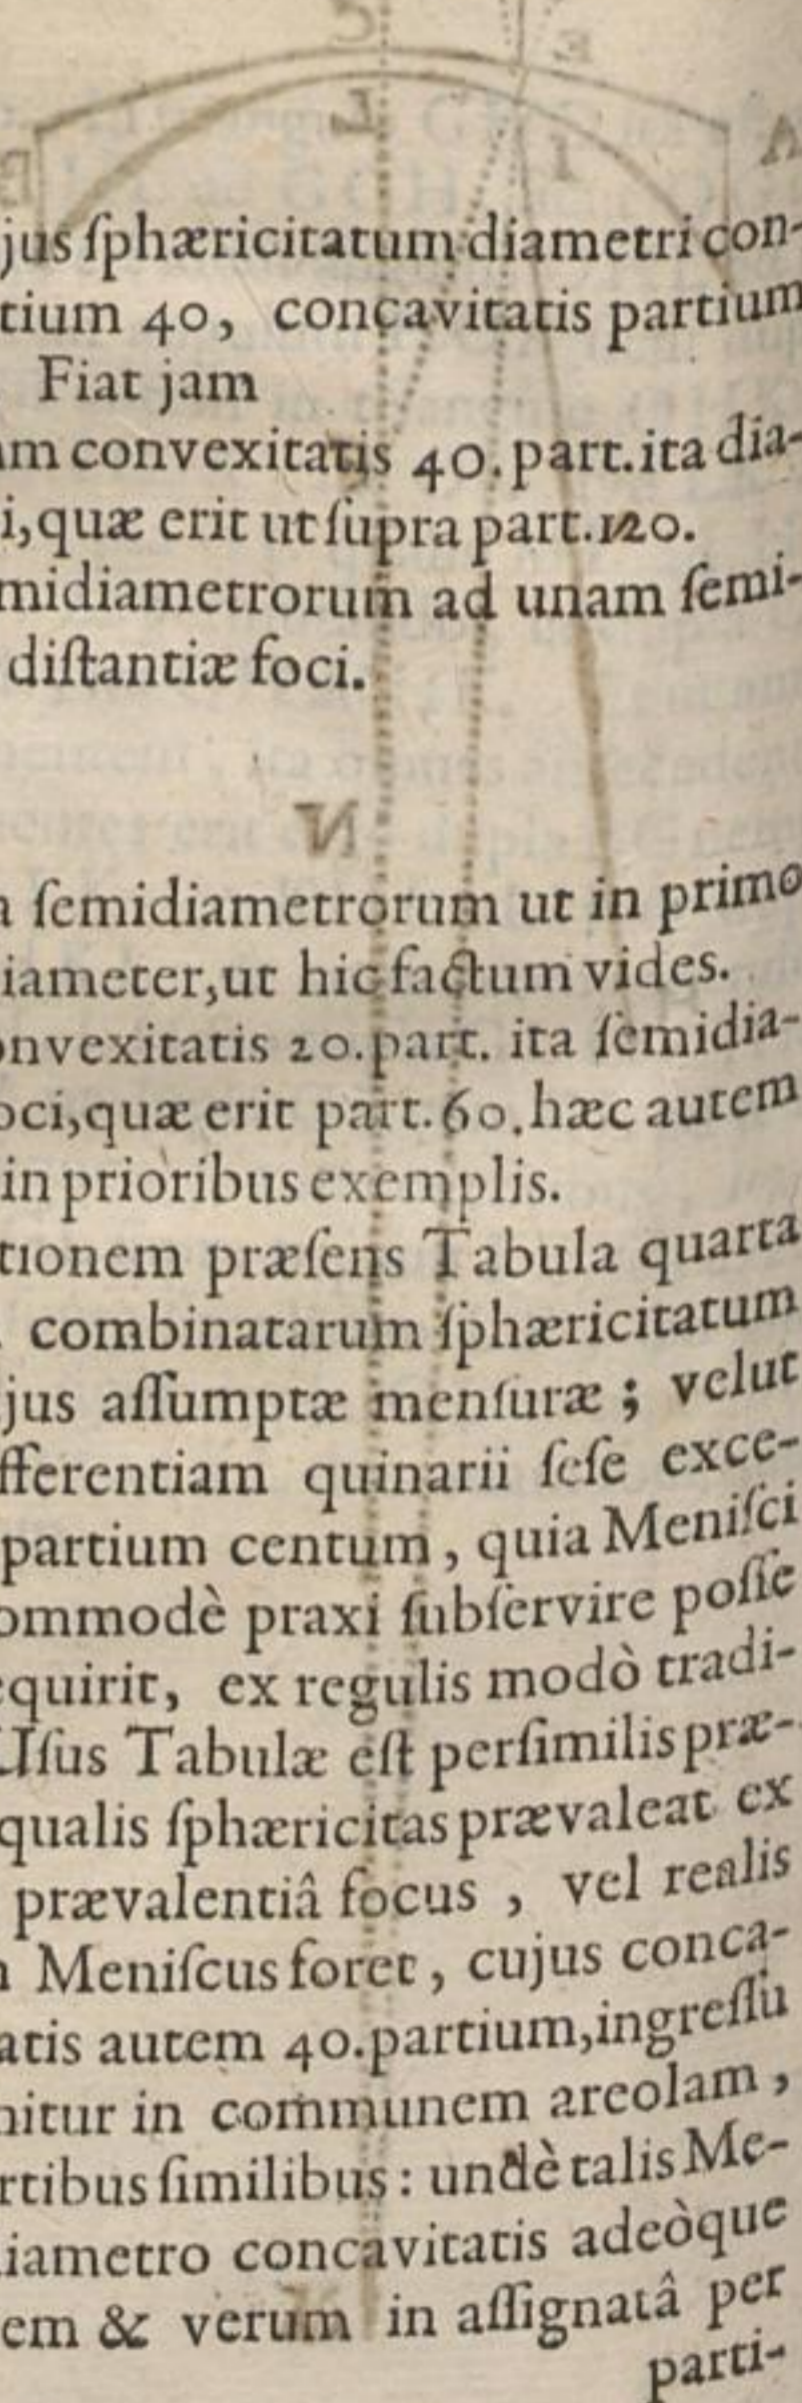 jus ſphæricitatum diametri con-
tium 40, concavitatis partium
Fiat jam
am convexitatis 40. part. ita dia-
i, quæ erit ut ſupra part. 120.
midiametrorum ad unam ſemi-
diſtantiæ foci.
N
a ſemidiametrorum ut in primo
iameter, ut hic factum vides.
onvexitatis 20. part. ita ſemidia-
oci, quæ erit part. 60. hæc autem
in prioribus exemplis.
tionem præſens Tabula quarta
combinatarum ſphæricitatum
jus aſſumptæ menſuræ; velut
fferentiam quinarii ſeſe exce-
partium centum, quia Meniſci
ommodè praxi ſubſervire poſſe
equirit, ex regulis modò tradi-
Uſus Tabulæ eſt perſimilis præ-
qualis ſphæricitas prævaleat ex
prævalentiâ focus, vel realis
Meniſcus foret, cujus conca-
atis autem 40. partium, ingreſſu
nitur in communem areolam,
rtibus ſimilibus: undè talis Me-
iametro concavitatis adeòque
em & verum in aſſignatâ per
parti-